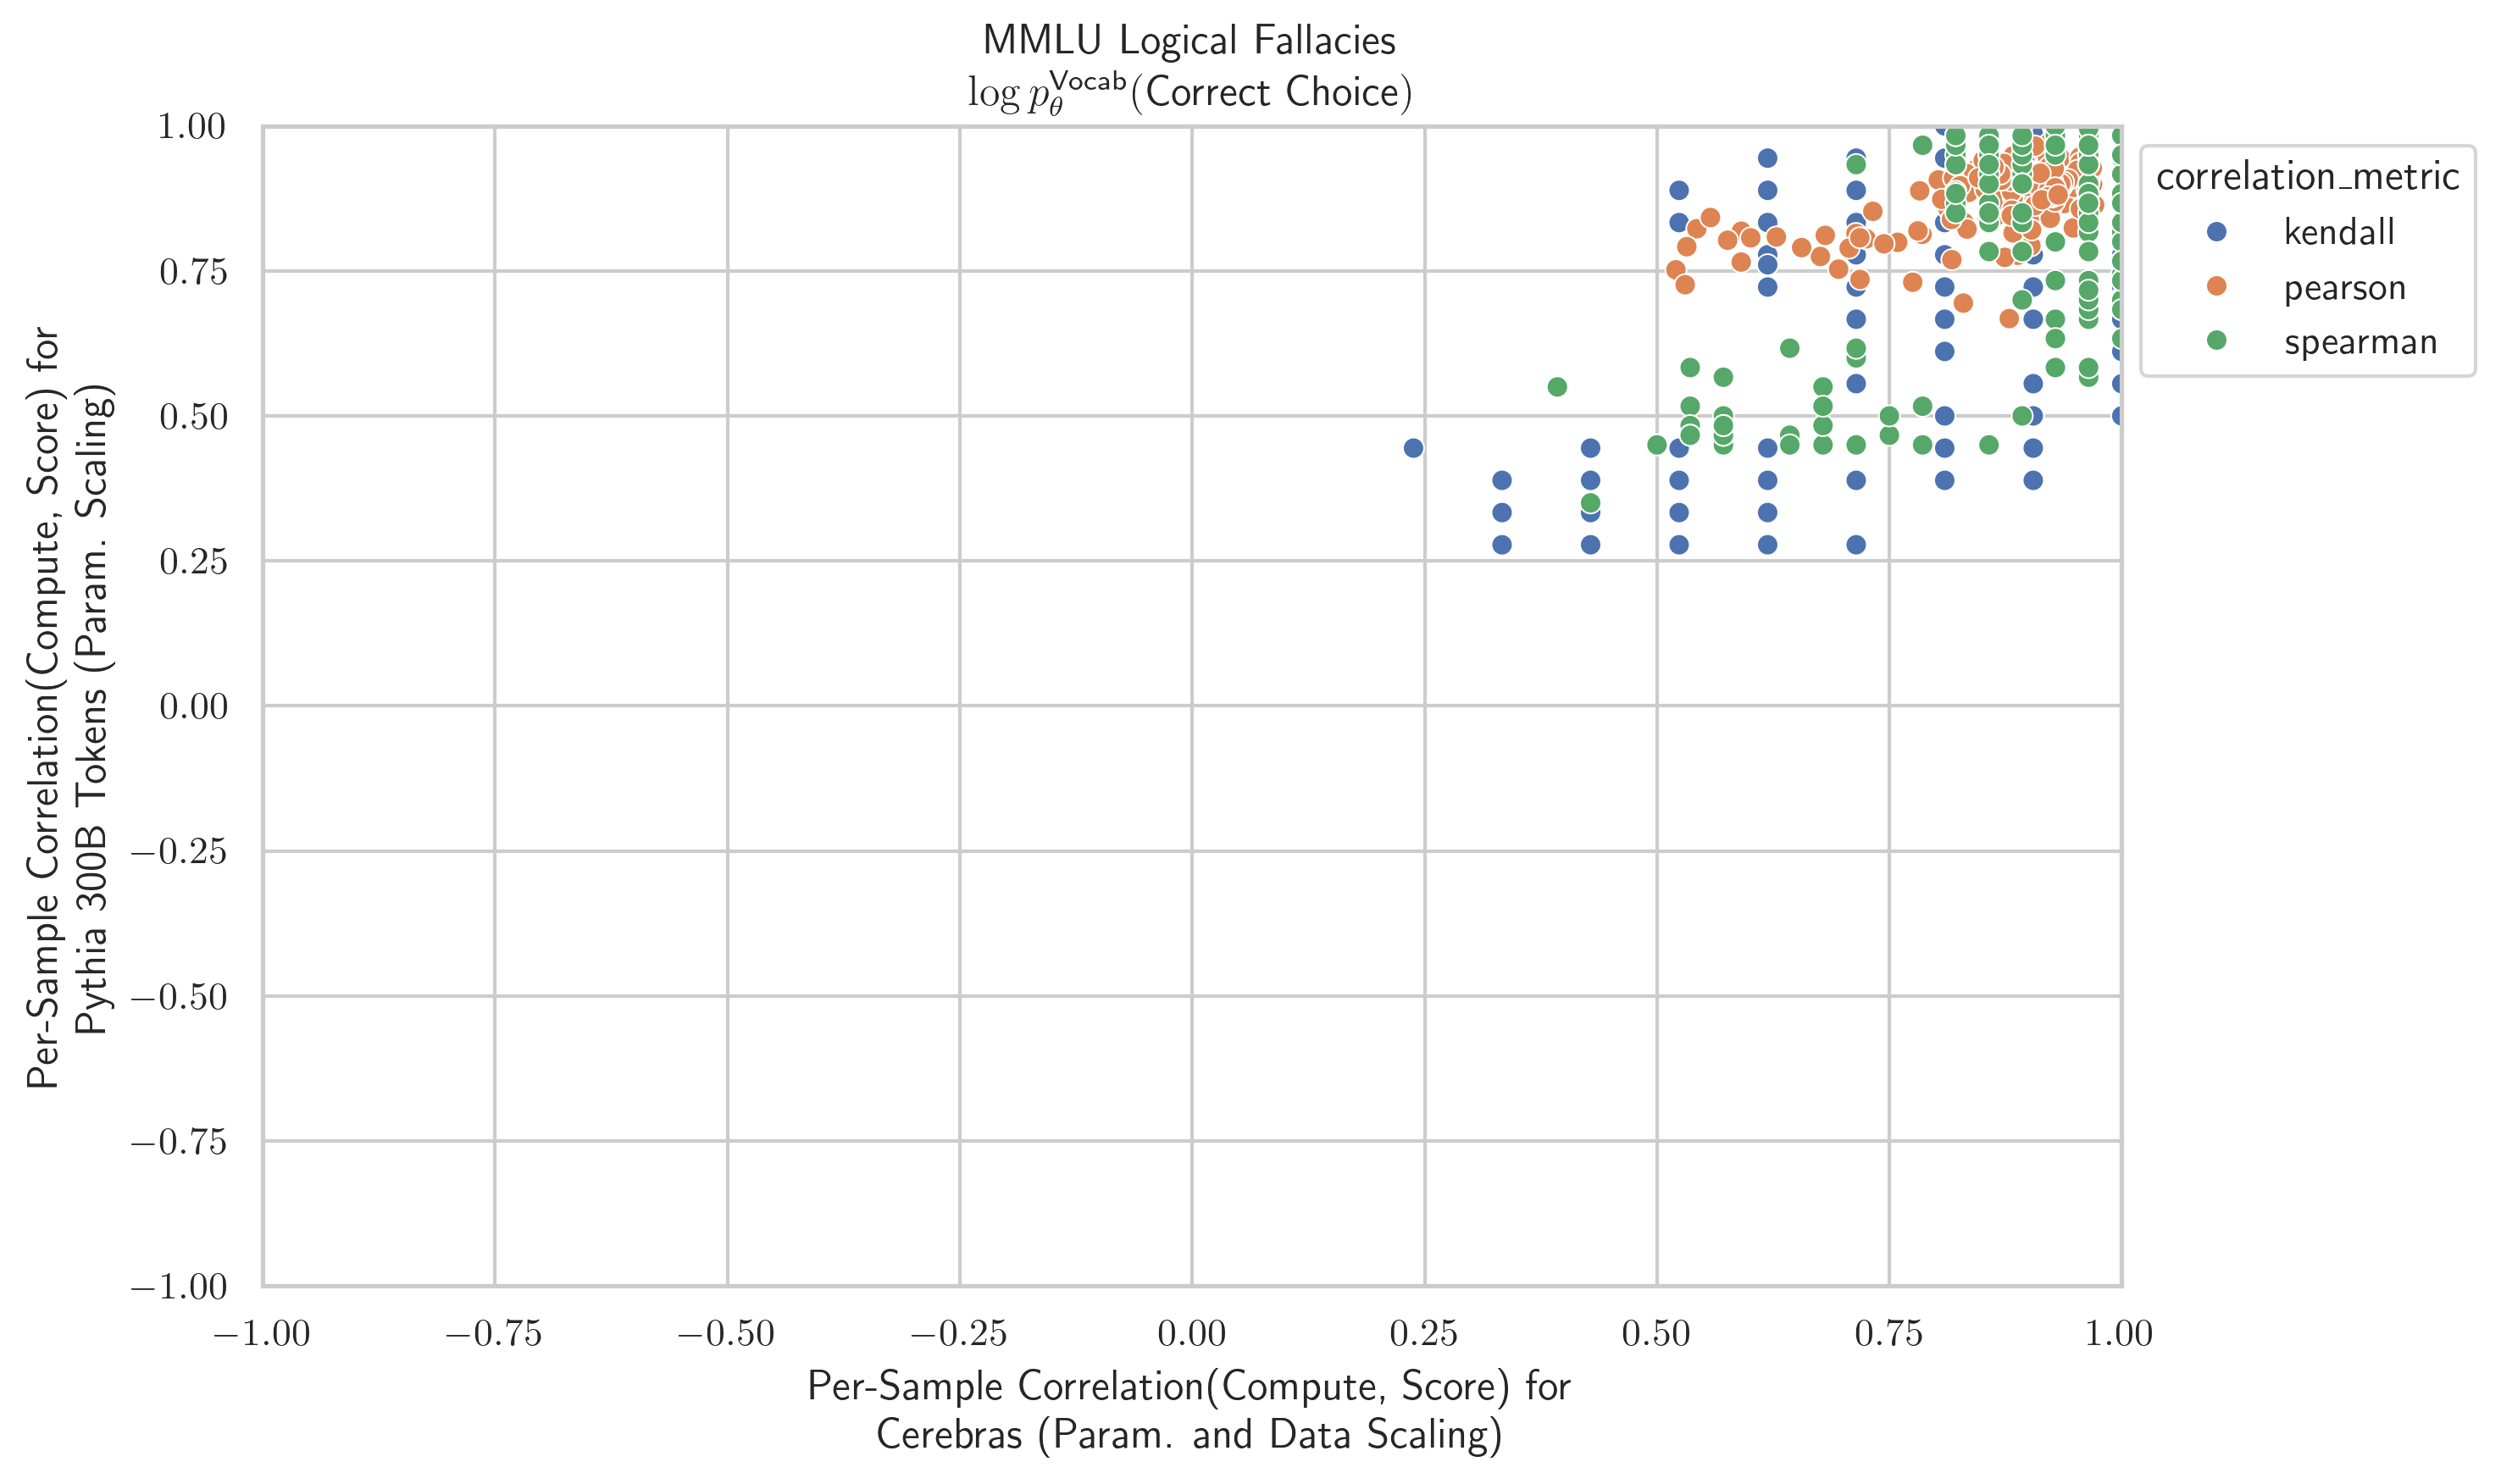 MMLU Logical Fallacies
log p_θ^Vocab(Correct Choice)
1.00
0.75
0.50
0.25
0.00
−0.25
−0.50
−0.75
−1.00
Per-Sample Correlation(Compute, Score) for
Pythia 300B Tokens (Param. Scaling)
−1.00 −0.75 −0.50 −0.25 0.00 0.25 0.50 0.75 1.00
Per-Sample Correlation(Compute, Score) for
Cerebras (Param. and Data Scaling)
correlation_metric
kendall
pearson
spearman